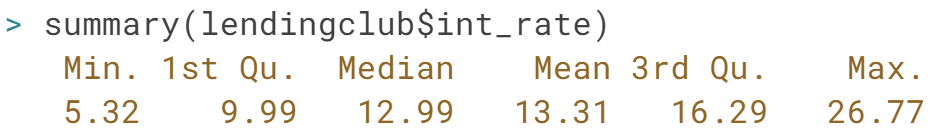 > summary(lendingclub$int_rate)
Min. 1st Qu. Median Mean 3rd Qu. Max.
5.32 9.99 12.99 13.31 16.29 26.77